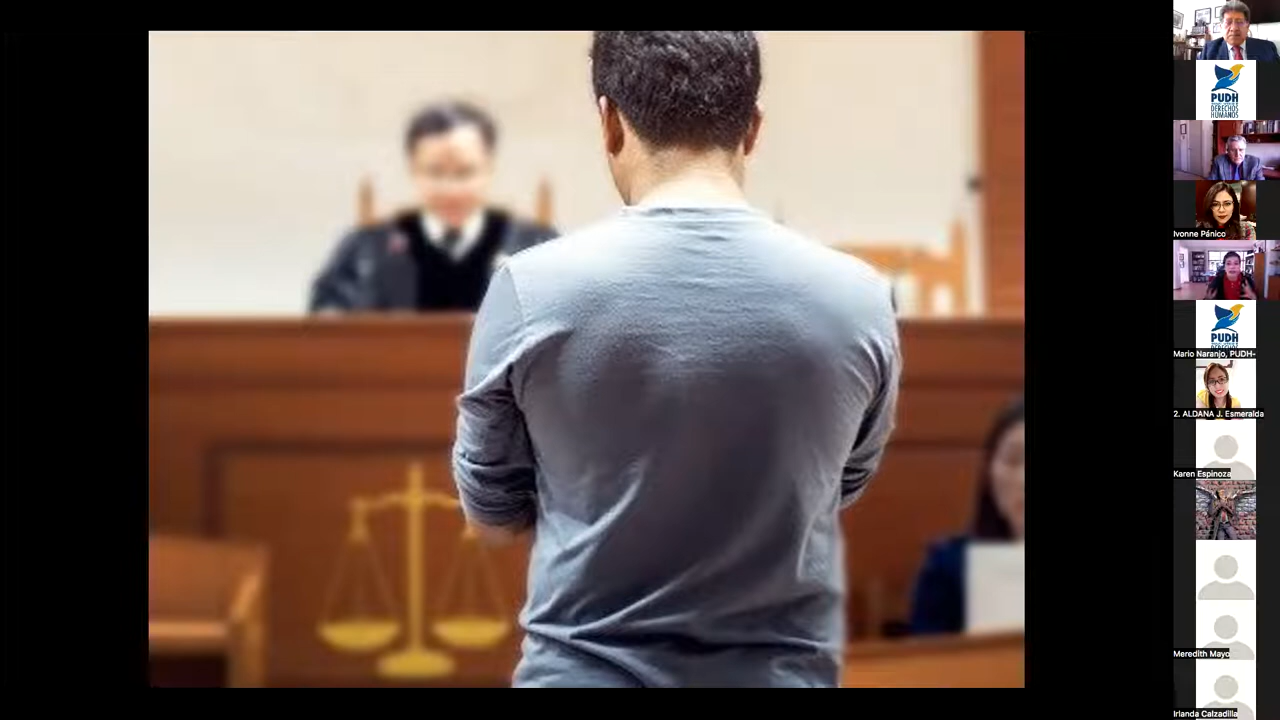 PUDH
DERECHOS
HUMANOS
Ivonne Pánico
PUDH
Mario Naranjo, PUDH-
2. ALDANA J. Esmeralda
Karen Espinoza
Meredith Mayo
Irlanda Calzadilla